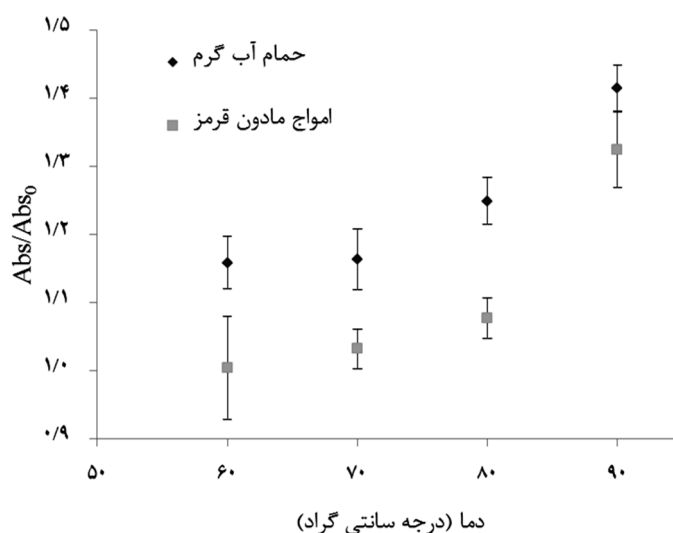 ۱/۵
۱/۴
۱/۳
۱/۲
۱/۱
۱/۰
۰/۹
Abs/Abs₀
حمام آب گرم
امواج مادون قرمز
۵۰ ۶۰ ۷۰ ۸۰ ۹۰
دما (درجه سانتی گراد)